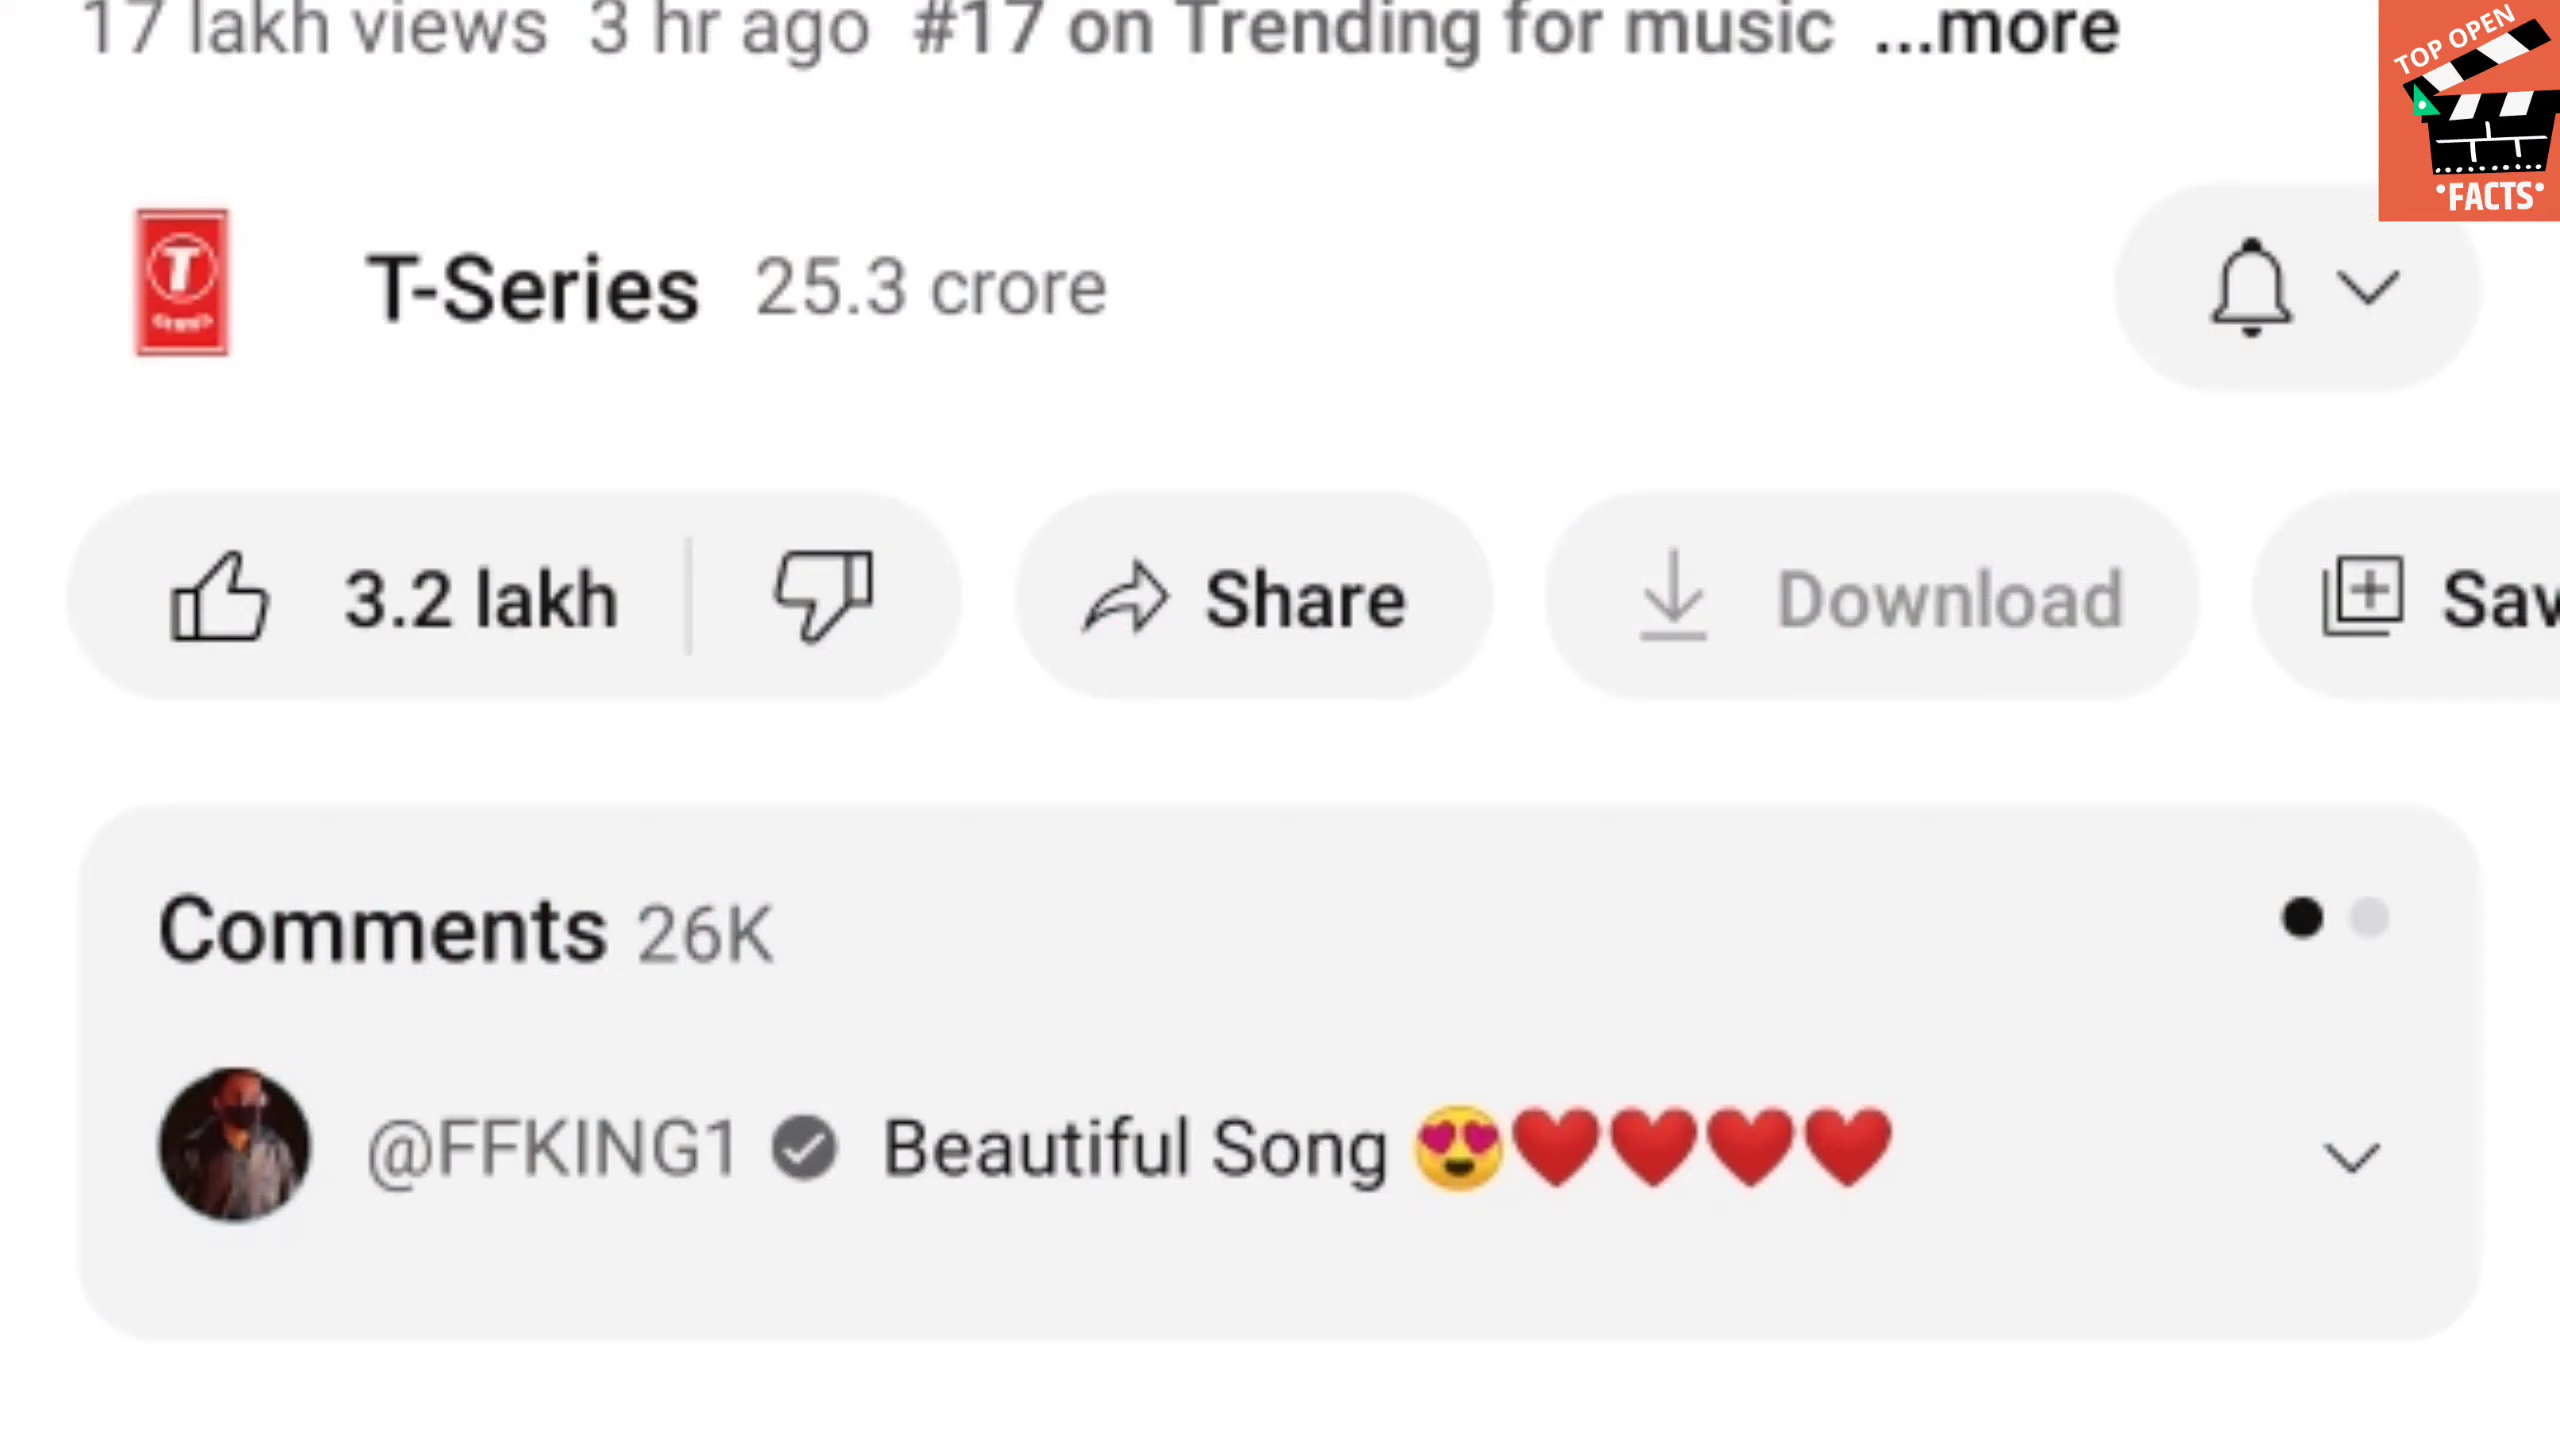 17 lakh views 3 hr ago #17 on Trending for music ...more
TOP OPEN
FACTS
T
T-Series 25.3 crore
3.2 lakh Share Download Sav
Comments 26K
@FFKING1 Beautiful Song 😍❤️❤️❤️❤️